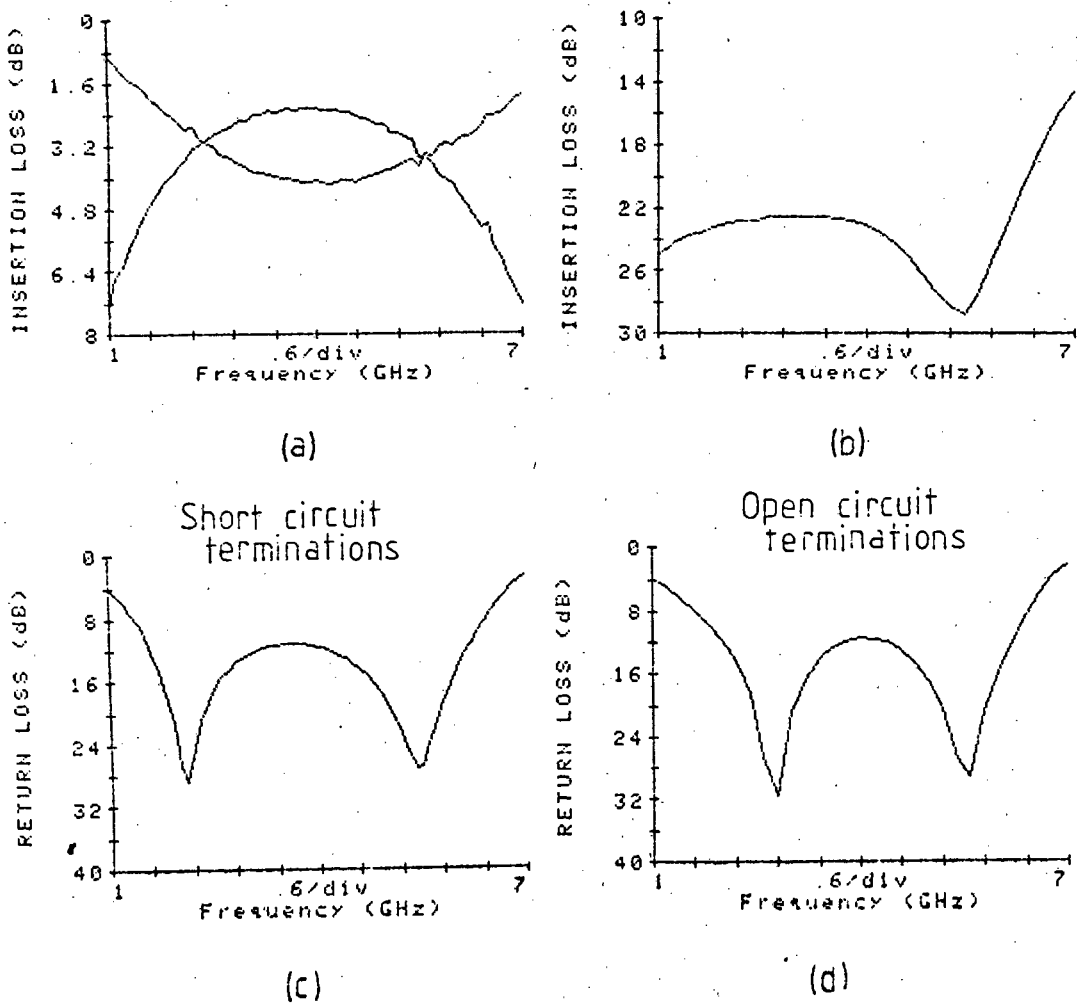 INSERTION LOSS (dB)
0
1.6
3.2
4.8
6.4
8
1
.6/div
7
Frequency (GHz)
(a)
INSERTION LOSS (dB)
10
14
18
22
26
30
1
.6/div
7
Frequency (GHz)
(b)
Short circuit
terminations
RETURN LOSS (dB)
0
8
16
24
32
40
1
.6/div
7
Frequency (GHz)
(c)
Open circuit
terminations
RETURN LOSS (dB)
0
8
16
24
32
40
1
.6/div
7
Frequency (GHz)
(d)